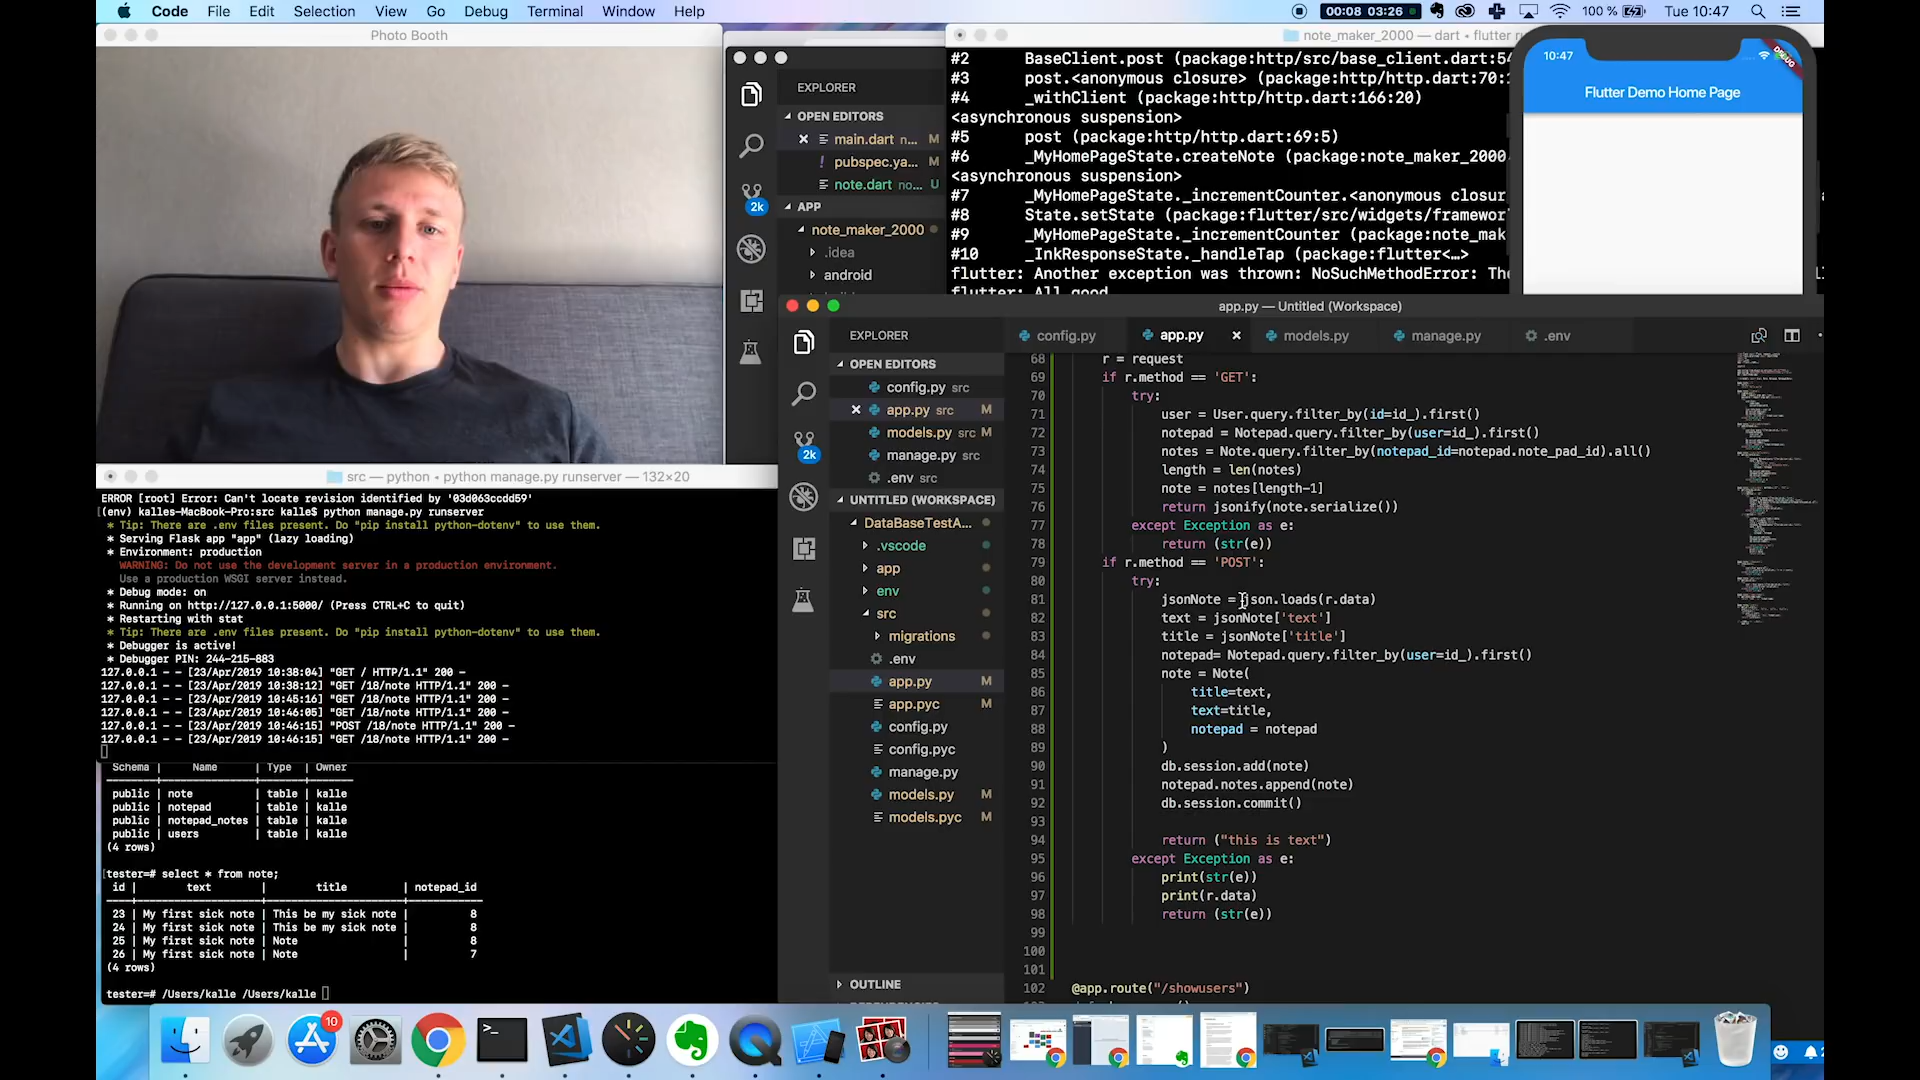 Code File Edit Selection View Go Debug Terminal Window Help
00:08 03:26
100 %
Tue 10:47
Photo Booth
EXPLORER
OPEN EDITORS
main.dart n... M
pubspec.ya... M
note.dart no... U
2k
APP
note_maker_2000
.idea
android
note_maker_2000 — dart • flutter ru
#2 BaseClient.post (package:http/src/base_client.dart:54
#3 post.<anonymous closure> (package:http/http.dart:70:1
#4 _withClient (package:http/http.dart:166:20)
<asynchronous suspension>
#5 post (package:http/http.dart:69:5)
#6 _MyHomePageState.createNote (package:note_maker_2000
<asynchronous suspension>
#7 _MyHomePageState._incrementCounter.<anonymous closur
#8 State.setState (package:flutter/src/widgets/framewor
#9 _MyHomePageState._incrementCounter (package:note_mak
#10 _InkResponseState._handleTap (package:flutter<…>
flutter: Another exception was thrown: NoSuchMethodError: The
flutter: All good
10:47
DEBUG
Flutter Demo Home Page
app.py — Untitled (Workspace)
EXPLORER
OPEN EDITORS
config.py src
app.py src M
models.py src M
manage.py src
.env src
2k
UNTITLED (WORKSPACE)
DataBaseTestA...
.vscode
app
env
src
migrations
.env
app.py M
app.pyc M
config.py
config.pyc
manage.py
models.py M
models.pyc M
OUTLINE
config.py app.py models.py manage.py .env
68 r = request
69 if r.method == 'GET':
70 try:
71 user = User.query.filter_by(id=id_).first()
72 notepad = Notepad.query.filter_by(user=id_).first()
73 notes = Note.query.filter_by(notepad_id=notepad.note_pad_id).all()
74 length = len(notes)
75 note = notes[length-1]
76 return jsonify(note.serialize())
77 except Exception as e:
78 return (str(e))
79 if r.method == 'POST':
80 try:
81 jsonNote = json.loads(r.data)
82 text = jsonNote['text']
83 title = jsonNote['title']
84 notepad= Notepad.query.filter_by(user=id_).first()
85 note = Note(
86 title=text,
87 text=title,
88 notepad = notepad
89 )
90 db.session.add(note)
91 notepad.notes.append(note)
92 db.session.commit()
93
94 return ("this is text")
95 except Exception as e:
96 print(str(e))
97 print(r.data)
98 return (str(e))
99
100
101
102 @app.route("/showusers")
src — python • python manage.py runserver — 132×20
ERROR [root] Error: Can't locate revision identified by '03d063ccdd59'
[(env) kalles-MacBook-Pro:src kalle$ python manage.py runserver
* Tip: There are .env files present. Do "pip install python-dotenv" to use them.
* Serving Flask app "app" (lazy loading)
* Environment: production
WARNING: Do not use the development server in a production environment.
Use a production WSGI server instead.
* Debug mode: on
* Running on http://127.0.0.1:5000/ (Press CTRL+C to quit)
* Restarting with stat
* Tip: There are .env files present. Do "pip install python-dotenv" to use them.
* Debugger is active!
* Debugger PIN: 244-215-883
127.0.0.1 - - [23/Apr/2019 10:38:04] "GET / HTTP/1.1" 200 -
127.0.0.1 - - [23/Apr/2019 10:38:12] "GET /18/note HTTP/1.1" 200 -
127.0.0.1 - - [23/Apr/2019 10:45:16] "GET /18/note HTTP/1.1" 200 -
127.0.0.1 - - [23/Apr/2019 10:46:05] "GET /18/note HTTP/1.1" 200 -
127.0.0.1 - - [23/Apr/2019 10:46:15] "POST /18/note HTTP/1.1" 200 -
127.0.0.1 - - [23/Apr/2019 10:46:15] "GET /18/note HTTP/1.1" 200 -
Schema | Name | Type | Owner
public | note | table | kalle
public | notepad | table | kalle
public | notepad_notes | table | kalle
public | users | table | kalle
(4 rows)
[tester=# select * from note;
id | text | title | notepad_id
23 | My first sick note | This be my sick note | 8
24 | My first sick note | This be my sick note | 8
25 | My first sick note | Note | 8
26 | My first sick note | Note | 7
(4 rows)
tester=# /Users/kalle /Users/kalle
10